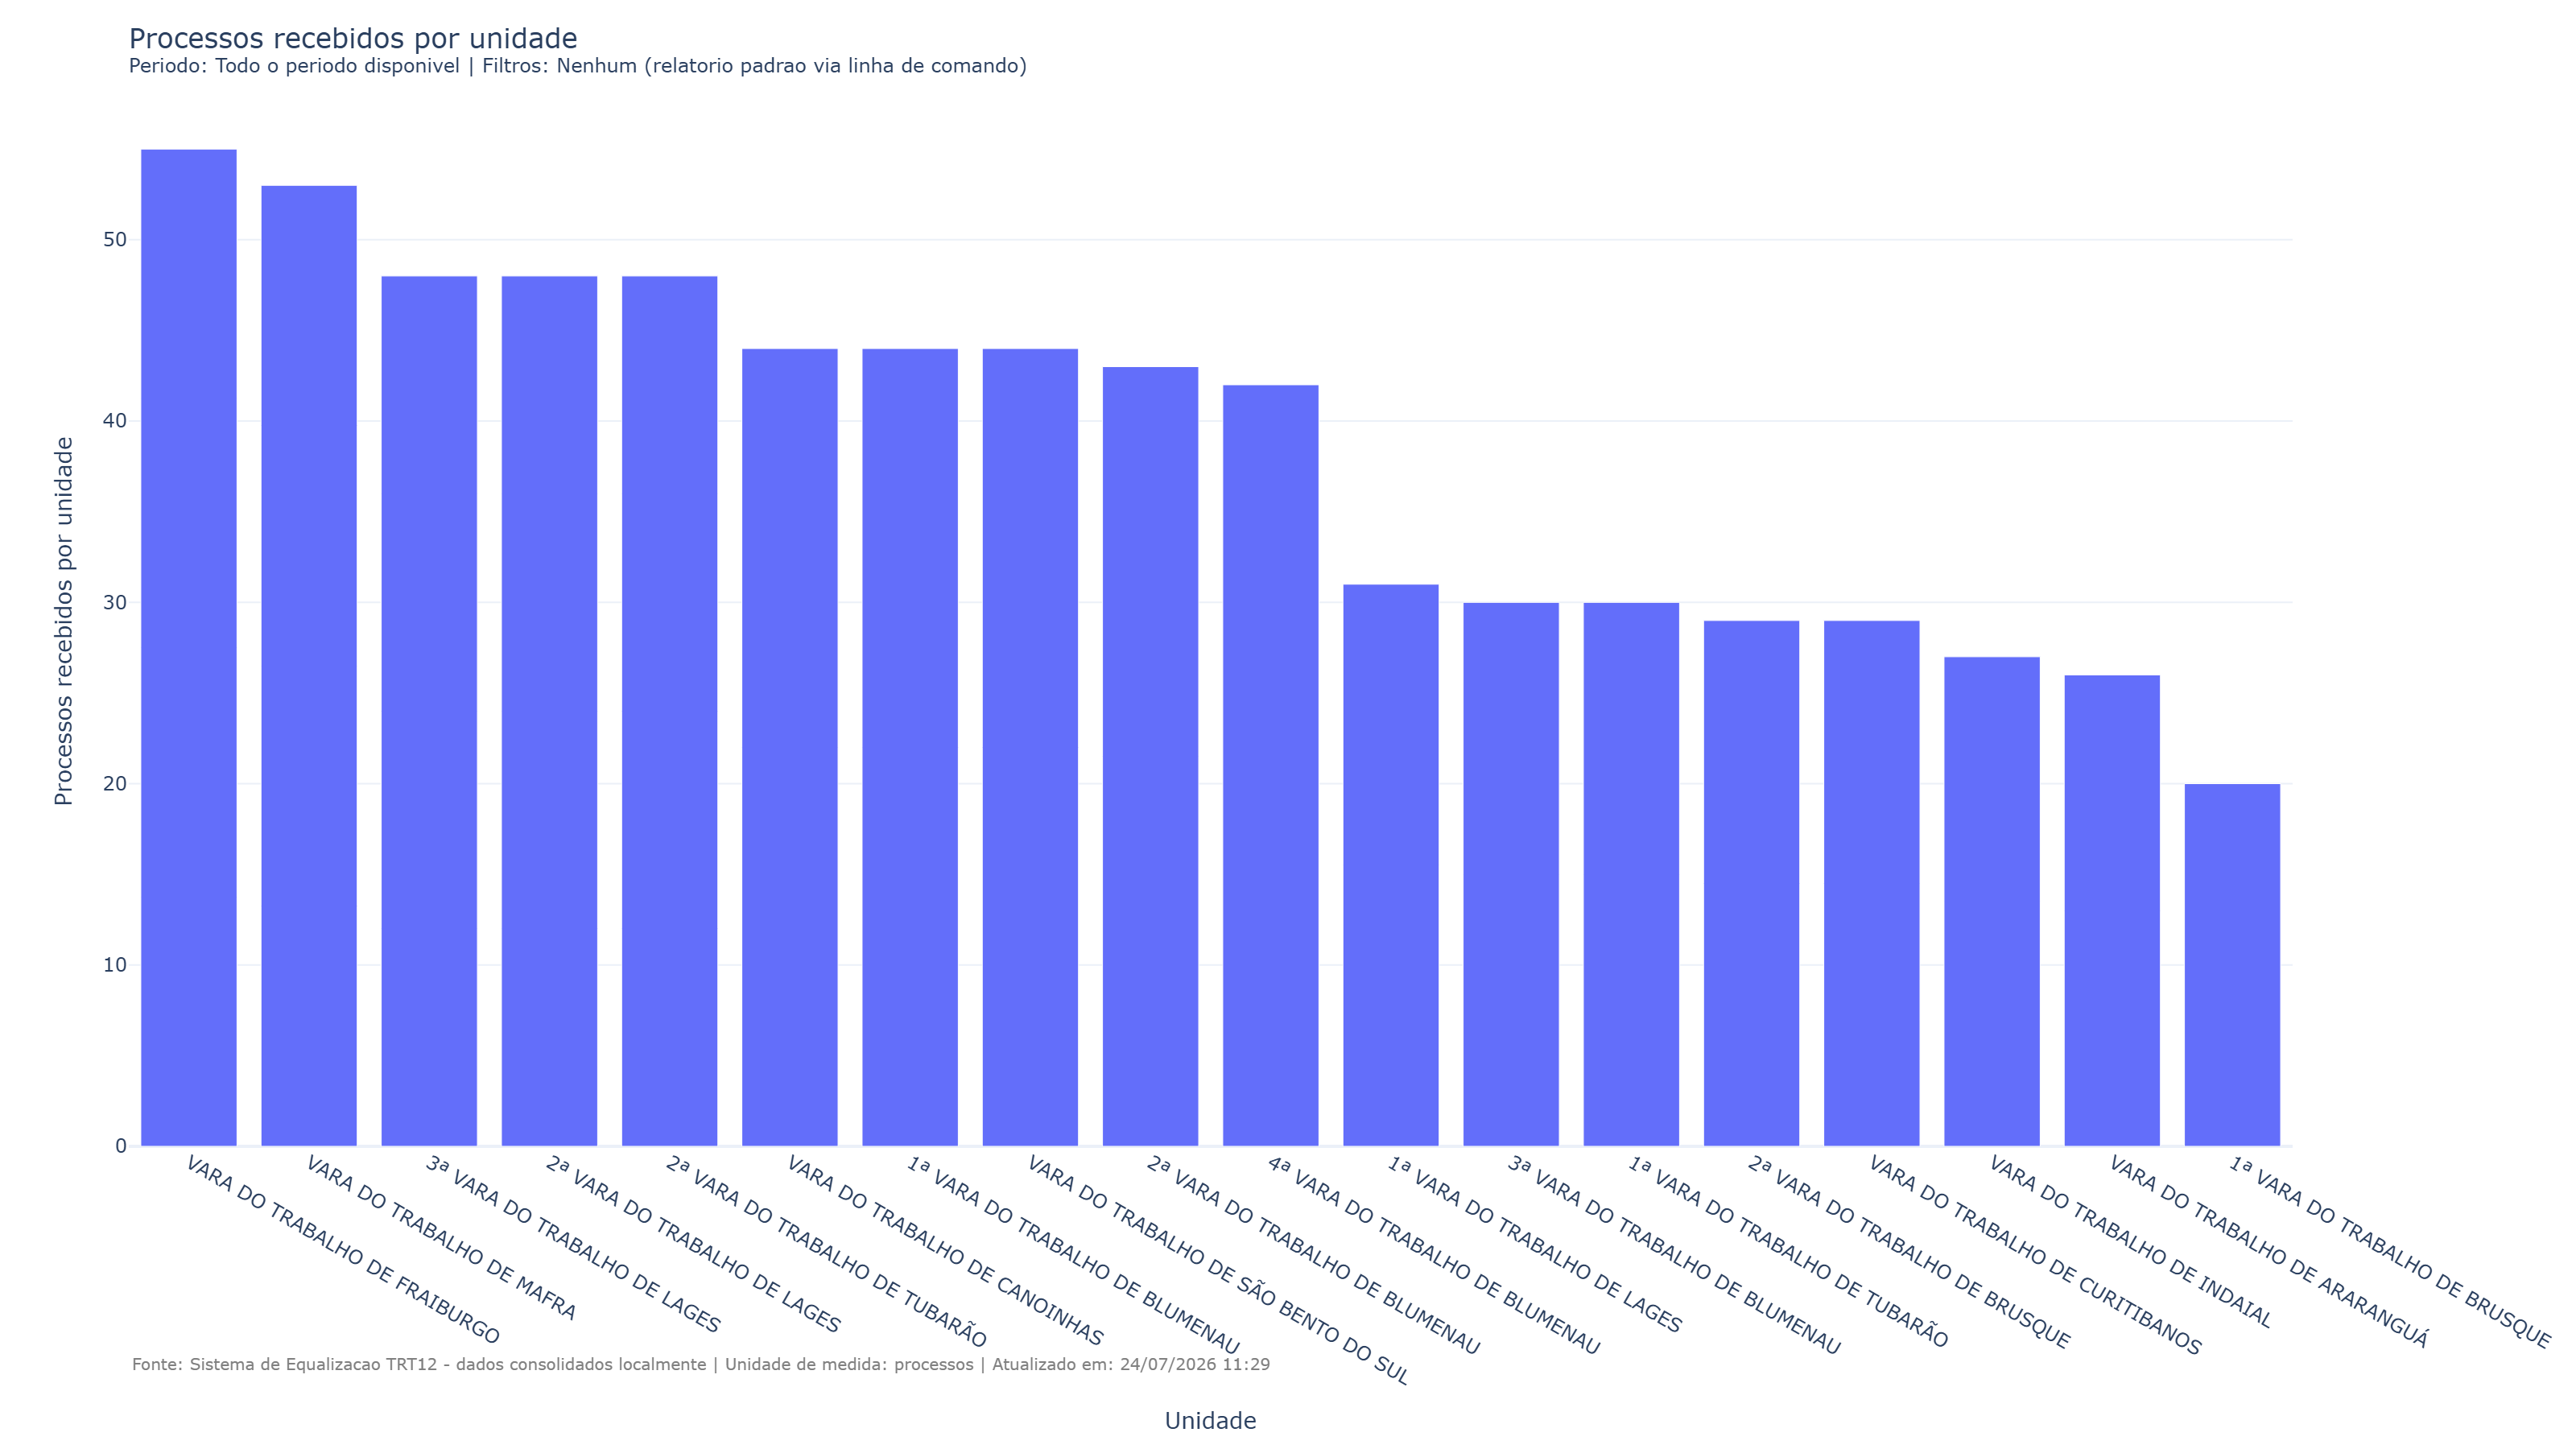 Processos recebidos por unidade
Periodo: Todo o periodo disponivel | Filtros: Nenhum (relatorio padrao via linha de comando)
Processos recebidos por unidade
50
40
30
20
10
0
VARA DO TRABALHO DE FRAIBURGO
VARA DO TRABALHO DE MAFRA
3ª VARA DO TRABALHO DE LAGES
2ª VARA DO TRABALHO DE LAGES
2ª VARA DO TRABALHO DE TUBARÃO
VARA DO TRABALHO DE CANOINHAS
1ª VARA DO TRABALHO DE BLUMENAU
VARA DO TRABALHO DE SÃO BENTO DO SUL
2ª VARA DO TRABALHO DE BLUMENAU
4ª VARA DO TRABALHO DE BLUMENAU
1ª VARA DO TRABALHO DE LAGES
3ª VARA DO TRABALHO DE BLUMENAU
1ª VARA DO TRABALHO DE TUBARÃO
2ª VARA DO TRABALHO DE BRUSQUE
VARA DO TRABALHO DE CURITIBANOS
VARA DO TRABALHO DE INDAIAL
VARA DO TRABALHO DE ARARANGUÁ
1ª VARA DO TRABALHO DE BRUSQUE
Fonte: Sistema de Equalizacao TRT12 - dados consolidados localmente | Unidade de medida: processos | Atualizado em: 24/07/2026 11:29
Unidade